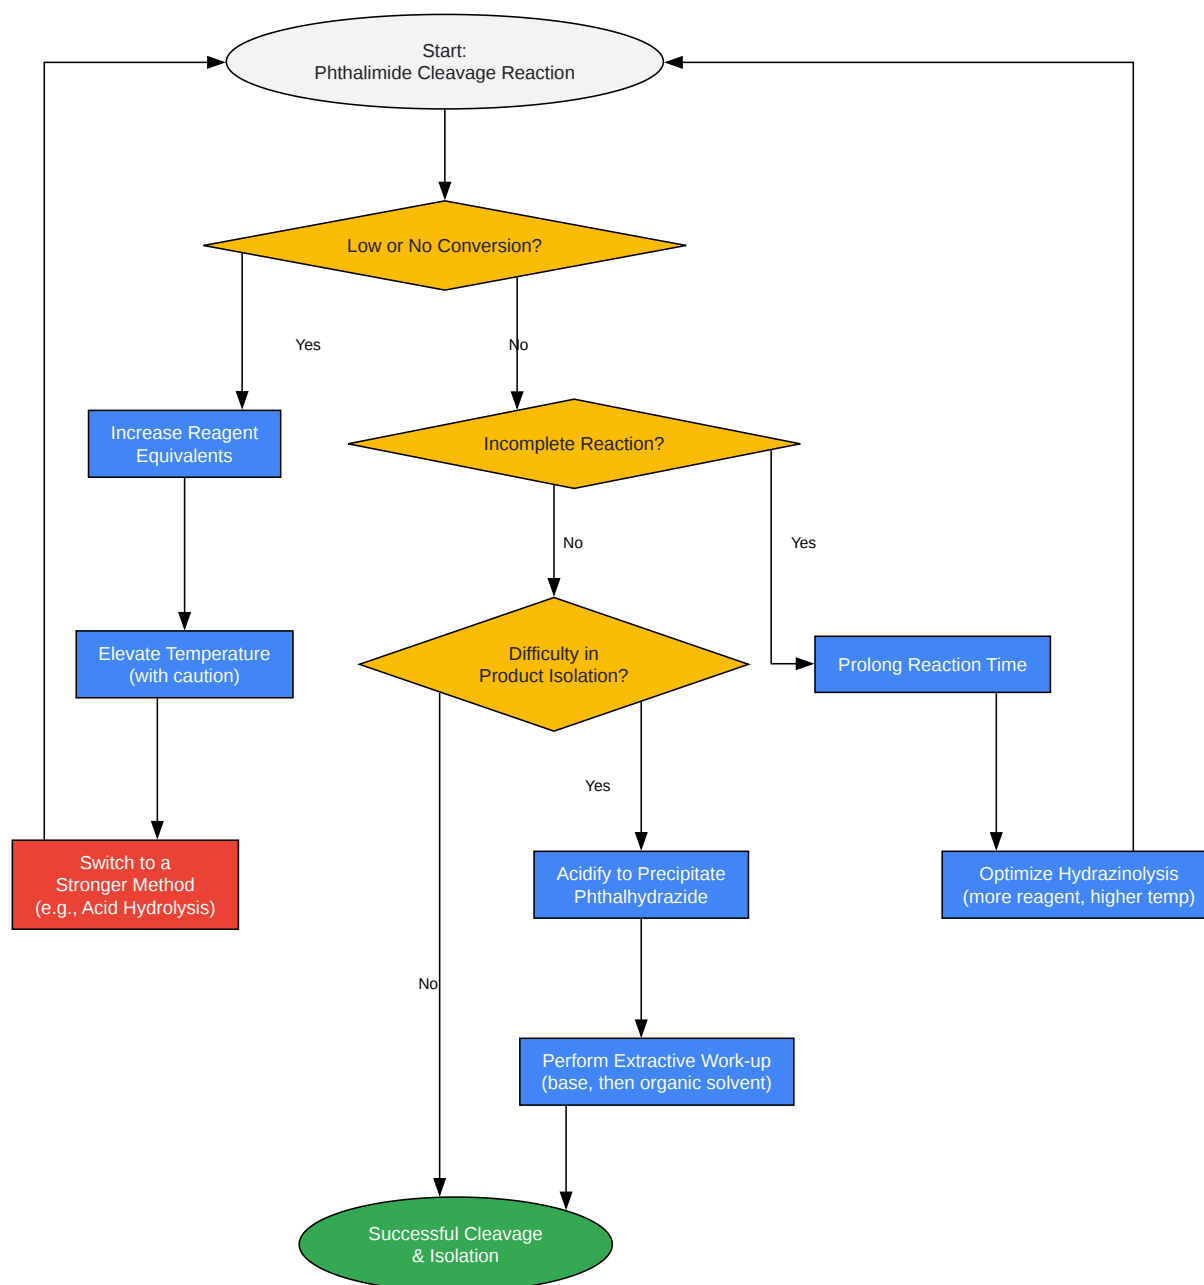 Start:
Phthalimide Cleavage Reaction
Low or No Conversion?
Yes
No
Increase Reagent
Equivalents
Incomplete Reaction?
No
Yes
Elevate Temperature
(with caution)
Difficulty in
Product Isolation?
Prolong Reaction Time
Yes
Switch to a
Stronger Method
(e.g., Acid Hydrolysis)
Acidify to Precipitate
Phthalhydrazide
Optimize Hydrazinolysis
(more reagent, higher temp)
No
Perform Extractive Work-up
(base, then organic solvent)
Successful Cleavage
& Isolation